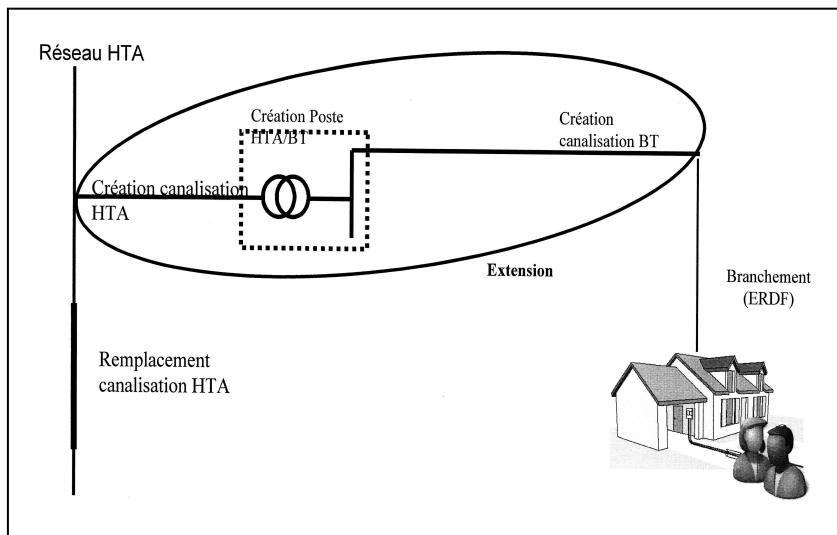 Réseau HTA
Création Poste
HTA/BT
Création
canalisation BT
Création canalisation
HTA
Extension
Branchement
(ERDF)
Remplacement
canalisation HTA